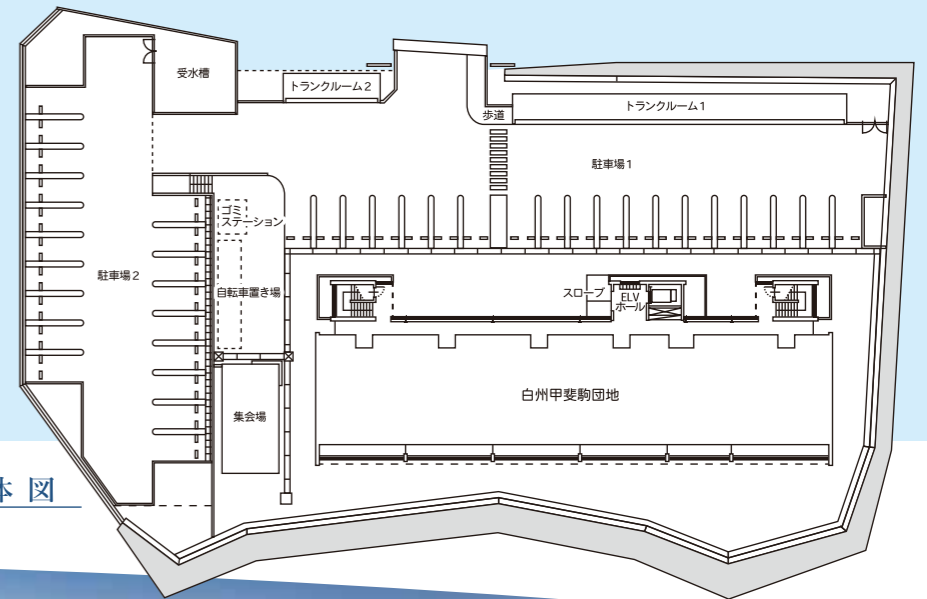 受水槽
トランクルーム2
トランクルーム1
歩道
駐車場1
ゴミ
ステーション
駐車場2
自転車置き場
スロープ
ELV
ホール
白州甲斐駒団地
集会場
体図